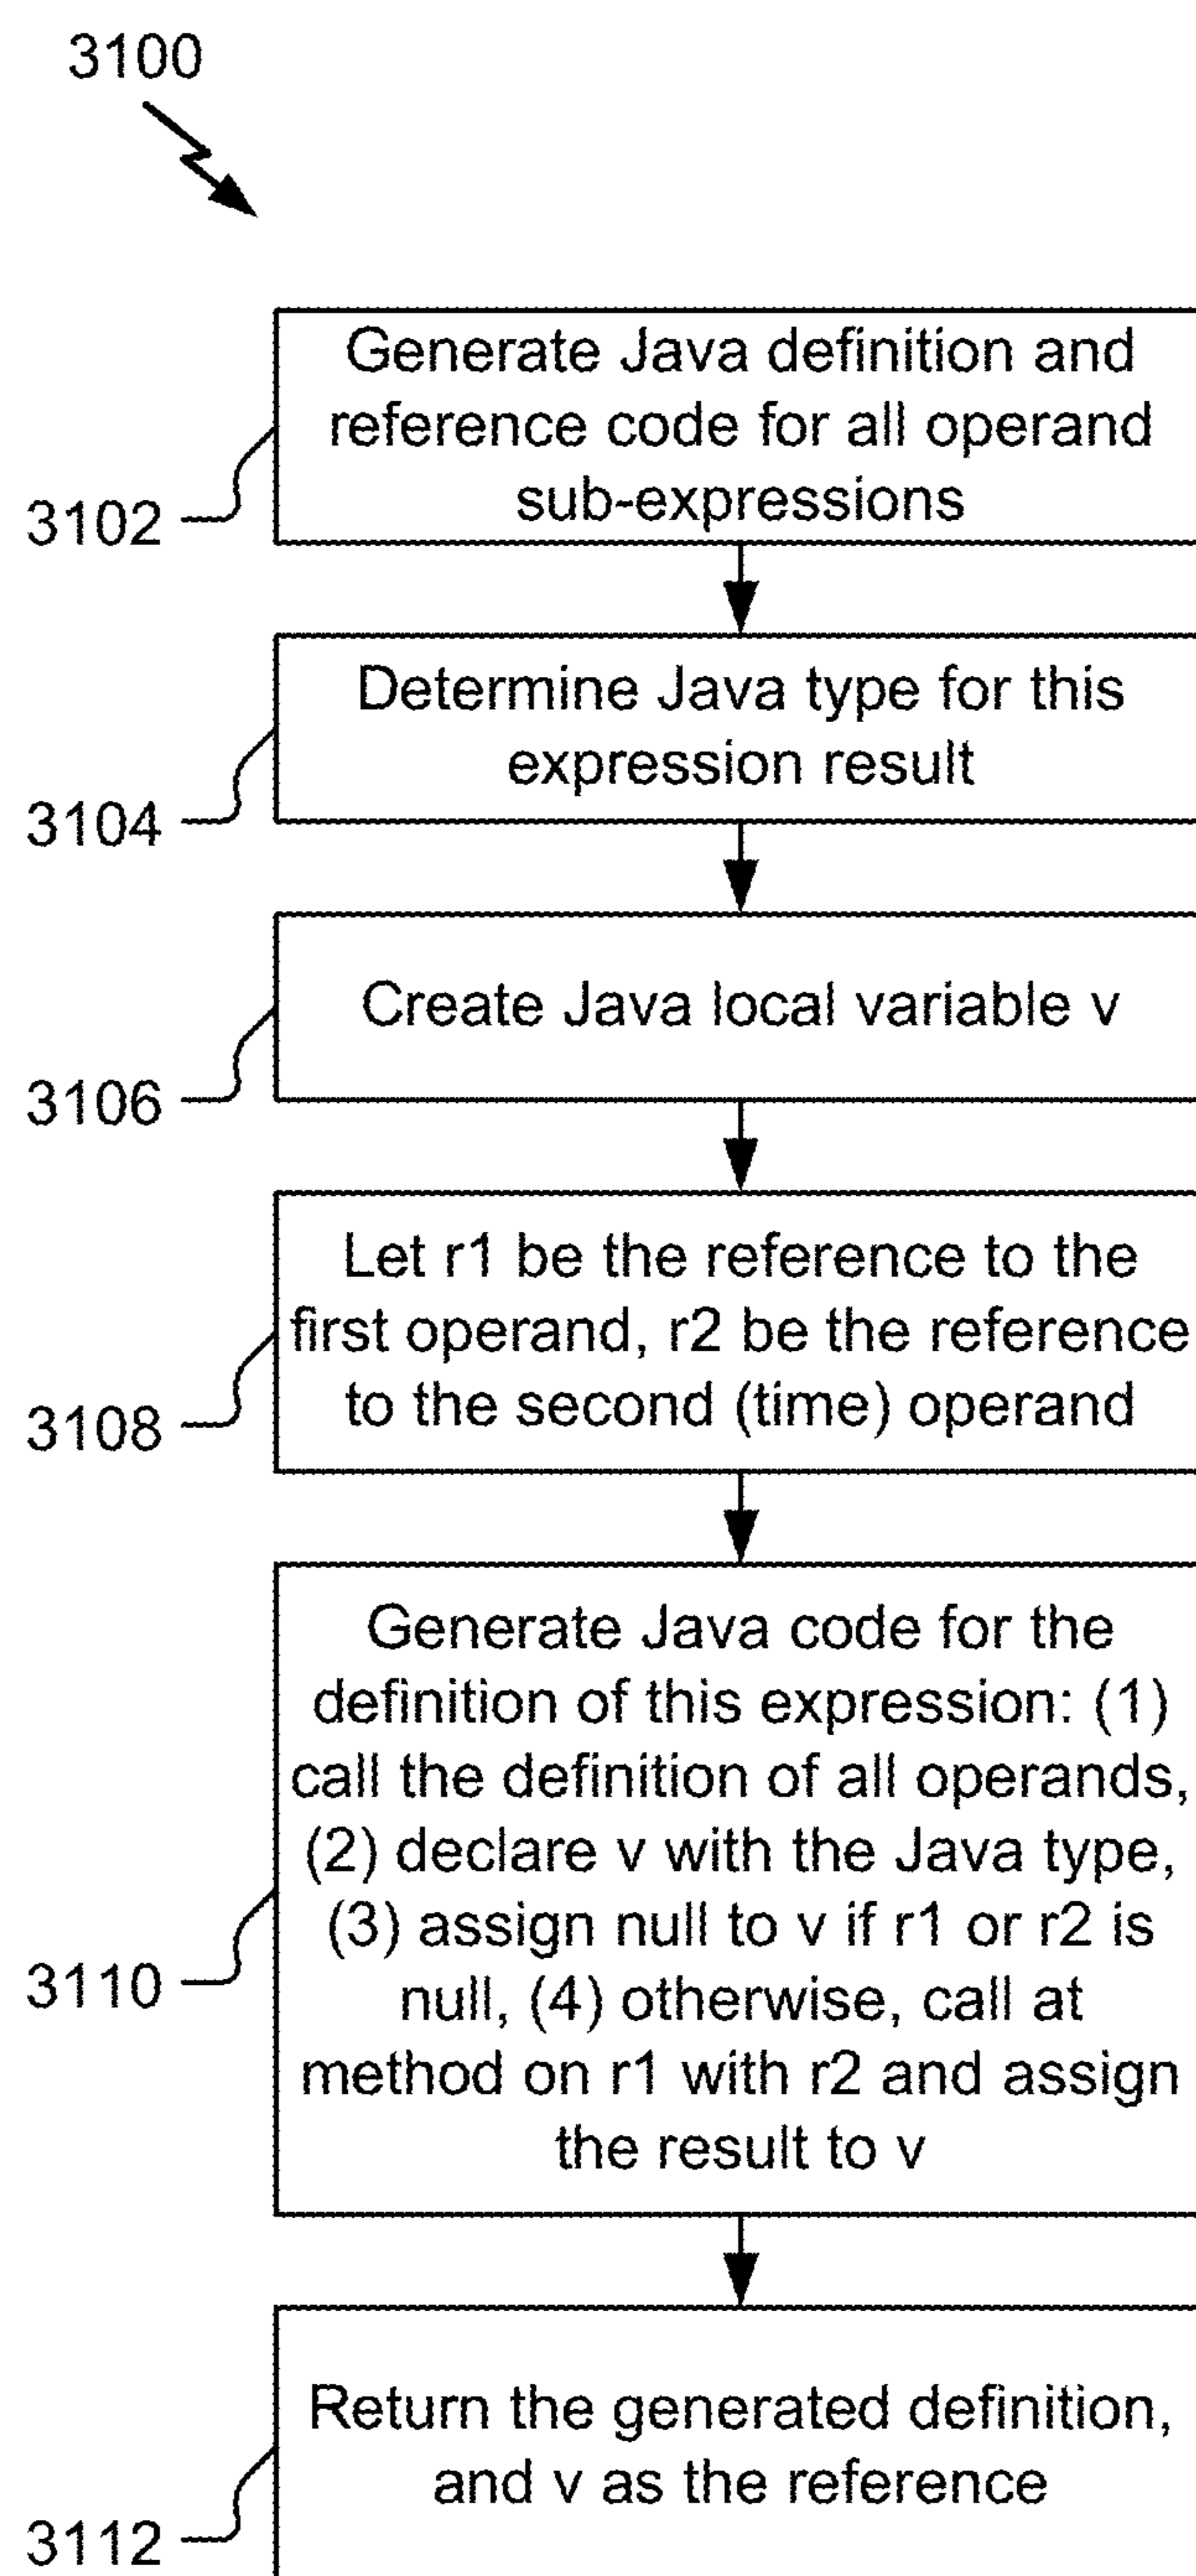 3100
Generate Java definition and
reference code for all operand
sub-expressions
3102
Determine Java type for this
expression result
3104
Create Java local variable v
3106
Let r1 be the reference to the
first operand, r2 be the reference
to the second (time) operand
3108
Generate Java code for the
definition of this expression: (1)
call the definition of all operands,
(2) declare v with the Java type,
(3) assign null to v if r1 or r2 is
null, (4) otherwise, call at
method on r1 with r2 and assign
the result to v
3110
Return the generated definition,
and v as the reference
3112